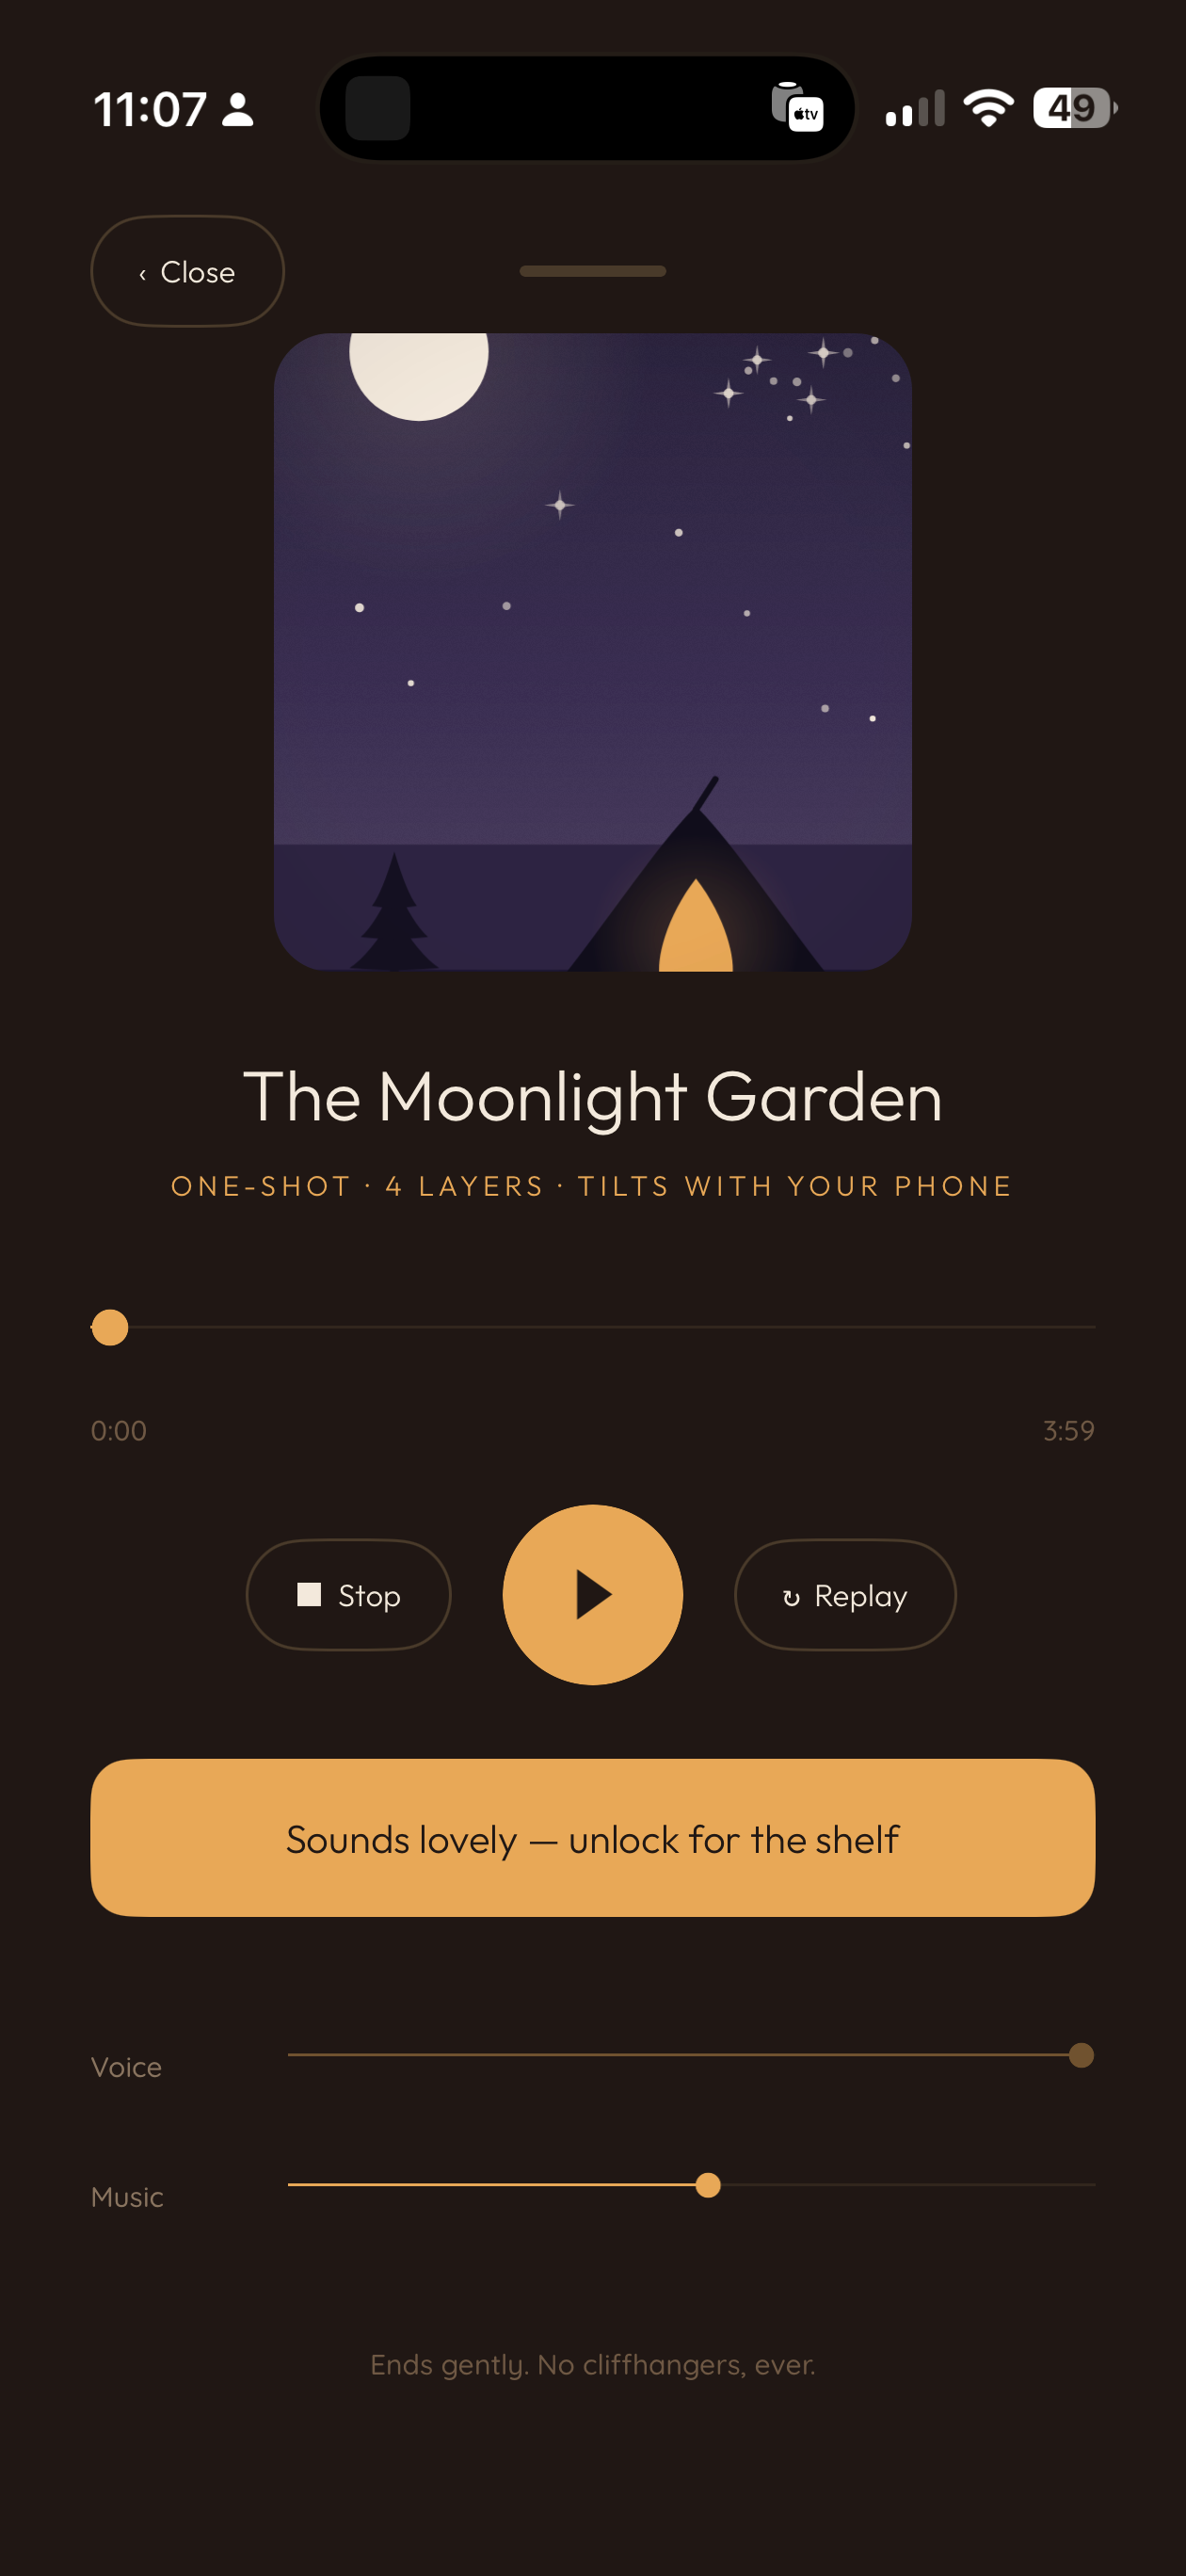 11:07
tv
49
‹ Close
The Moonlight Garden
ONE-SHOT · 4 LAYERS · TILTS WITH YOUR PHONE
0:00
3:59
Stop
↻ Replay
Sounds lovely — unlock for the shelf
Voice
Music
Ends gently. No cliffhangers, ever.